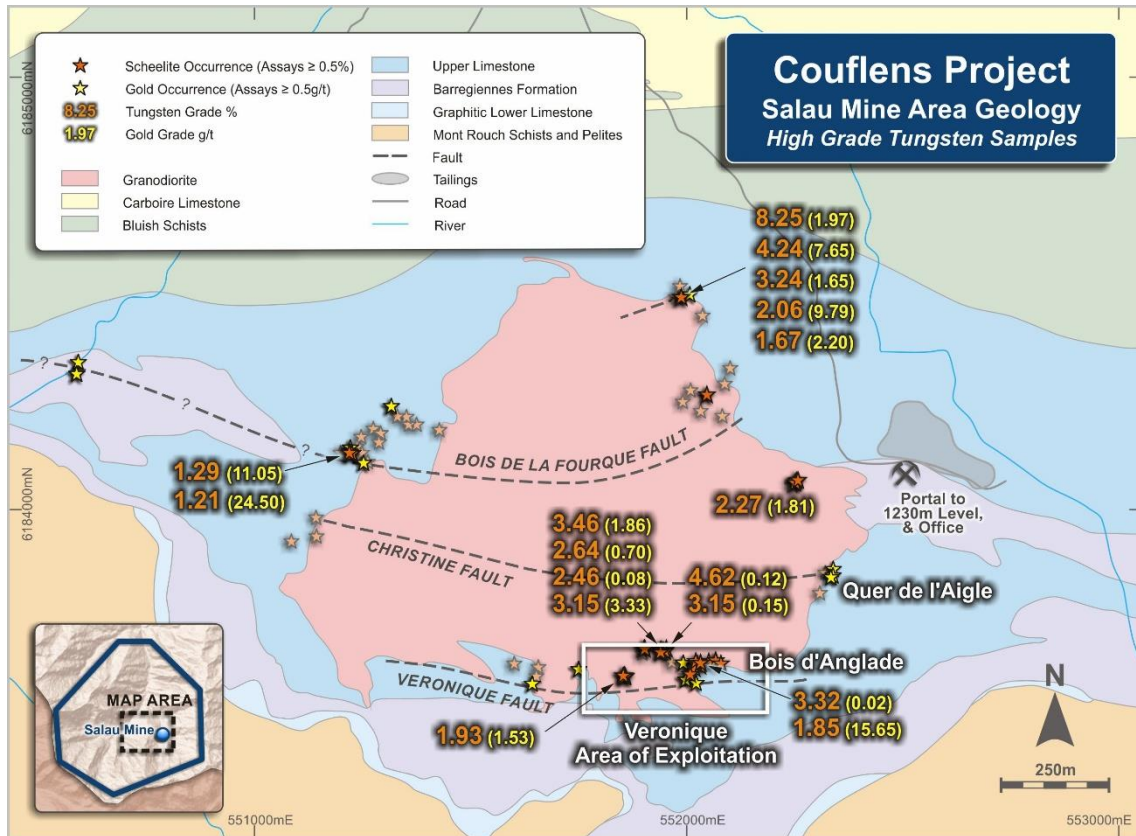 Couflens Project
Salau Mine Area Geology
High Grade Tungsten Samples
Scheelite Occurrence (Assays ≥ 0.5%)
Gold Occurrence (Assays ≥ 0.5g/t)
8.25 Tungsten Grade %
1.97 Gold Grade g/t
Granodiorite
Carboire Limestone
Bluish Schists
Upper Limestone
Barregiennes Formation
Graphitic Lower Limestone
Mont Rouch Schists and Pelites
Fault
Tailings
Road
River
6185000mN
8.25 (1.97)
4.24 (7.65)
3.24 (1.65)
2.06 (9.79)
1.67 (2.20)
?
?
?
BOIS DE LA FOURQUE FAULT
1.29 (11.05)
1.21 (24.50)
6184000mN
2.27 (1.81)
Portal to
1230m Level,
& Office
CHRISTINE FAULT
3.46 (1.86)
2.64 (0.70)
2.46 (0.08)
3.15 (3.33)
4.62 (0.12)
3.15 (0.15)
Quer de l'Aigle
Bois d'Anglade
VERONIQUE FAULT
3.32 (0.02)
1.85 (15.65)
1.93 (1.53)
Veronique
Area of Exploitation
MAP AREA
Salau Mine
N
250m
551000mE
552000mE
553000mE